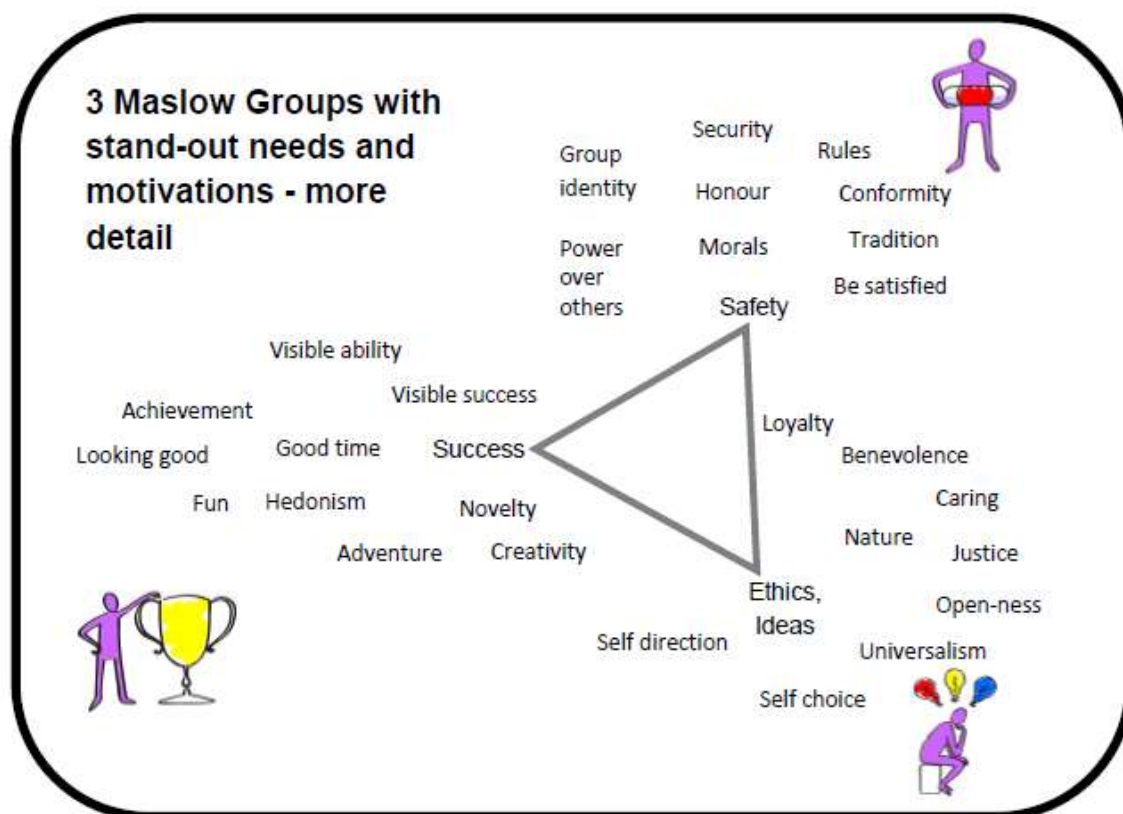 3 Maslow Groups with
stand-out needs and
motivations - more
detail
Security
Group
identity
Rules
Honour
Conformity
Power
over
others
Morals
Tradition
Be satisfied
Safety
Visible ability
Visible success
Achievement
Looking good
Good time
Success
Fun
Hedonism
Novelty
Adventure
Creativity
Loyalty
Benevolence
Caring
Nature
Justice
Ethics,
Ideas
Open-ness
Self direction
Universalism
Self choice